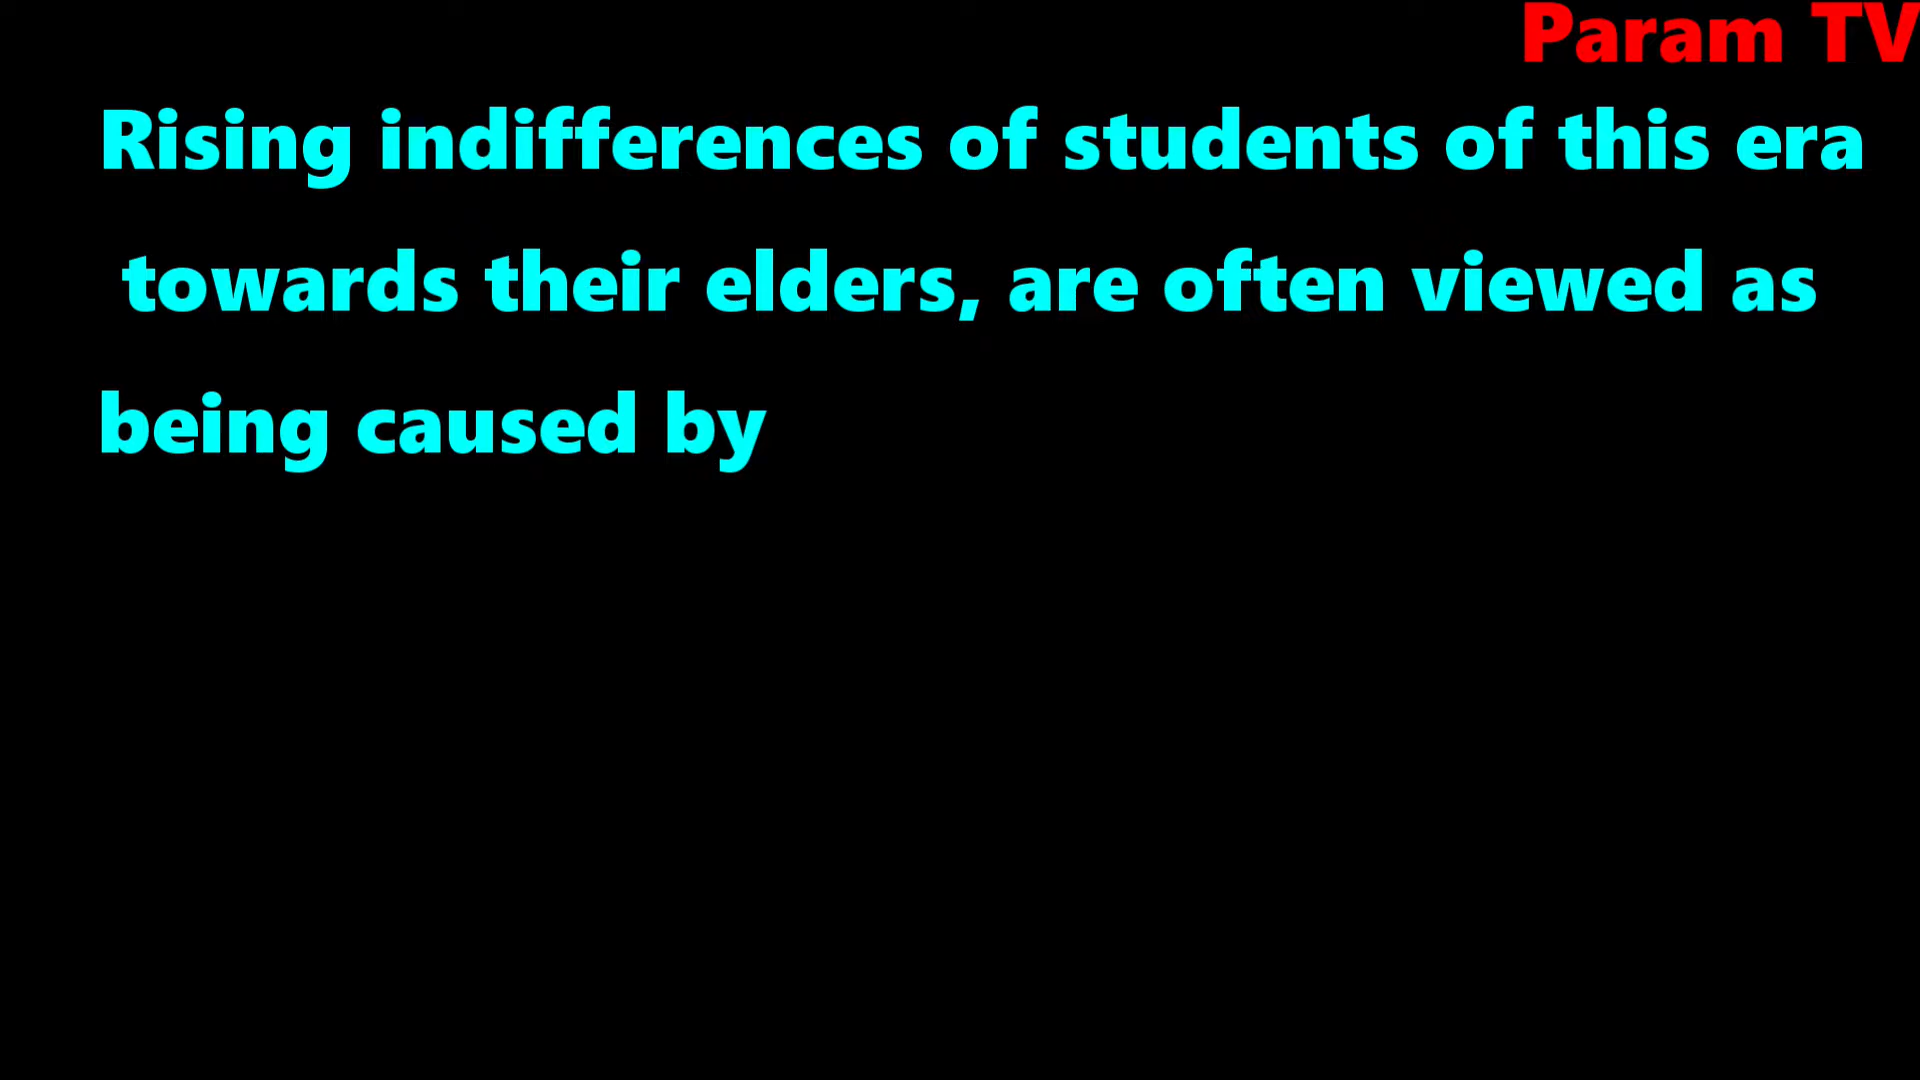 Param TV
Rising indifferences of students of this era
towards their elders, are often viewed as
being caused by